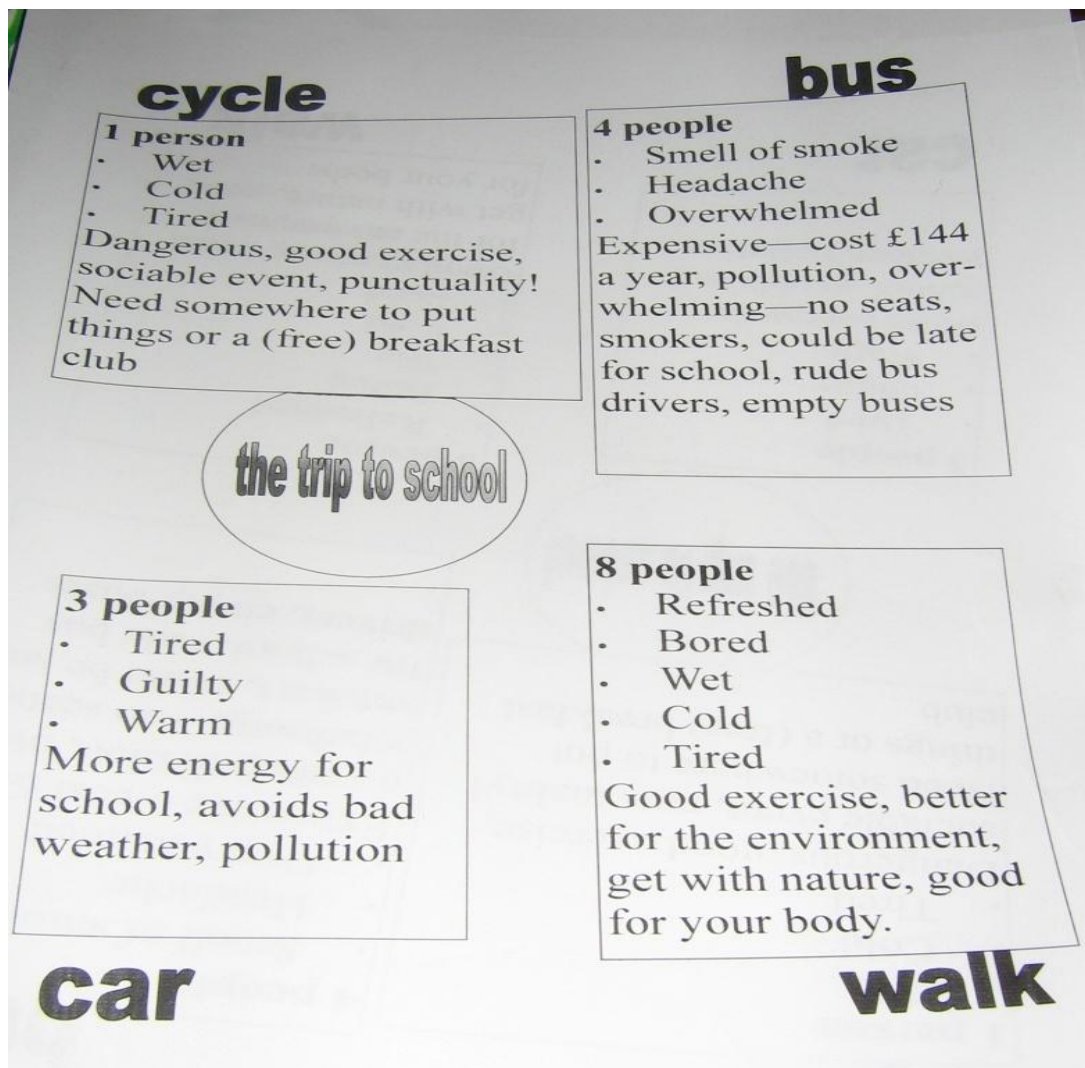 cycle
1 person
· Wet
· Cold
· Tired
Dangerous, good exercise,
sociable event, punctuality!
Need somewhere to put
things or a (free) breakfast
club
bus
4 people
· Smell of smoke
· Headache
· Overwhelmed
Expensive—cost £144
a year, pollution, over-
whelming—no seats,
smokers, could be late
for school, rude bus
drivers, empty buses
the trip to school
3 people
· Tired
· Guilty
· Warm
More energy for
school, avoids bad
weather, pollution
car
8 people
· Refreshed
· Bored
· Wet
· Cold
· Tired
Good exercise, better
for the environment,
get with nature, good
for your body.
walk